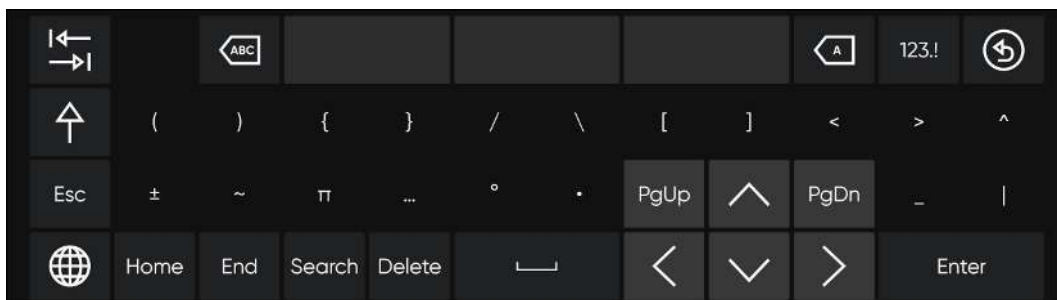 ABC A 123.!
( ) { } / \ [ ] < > ^
Esc ± ~ π ... ° • PgUp PgDn _ |
Home End Search Delete Enter